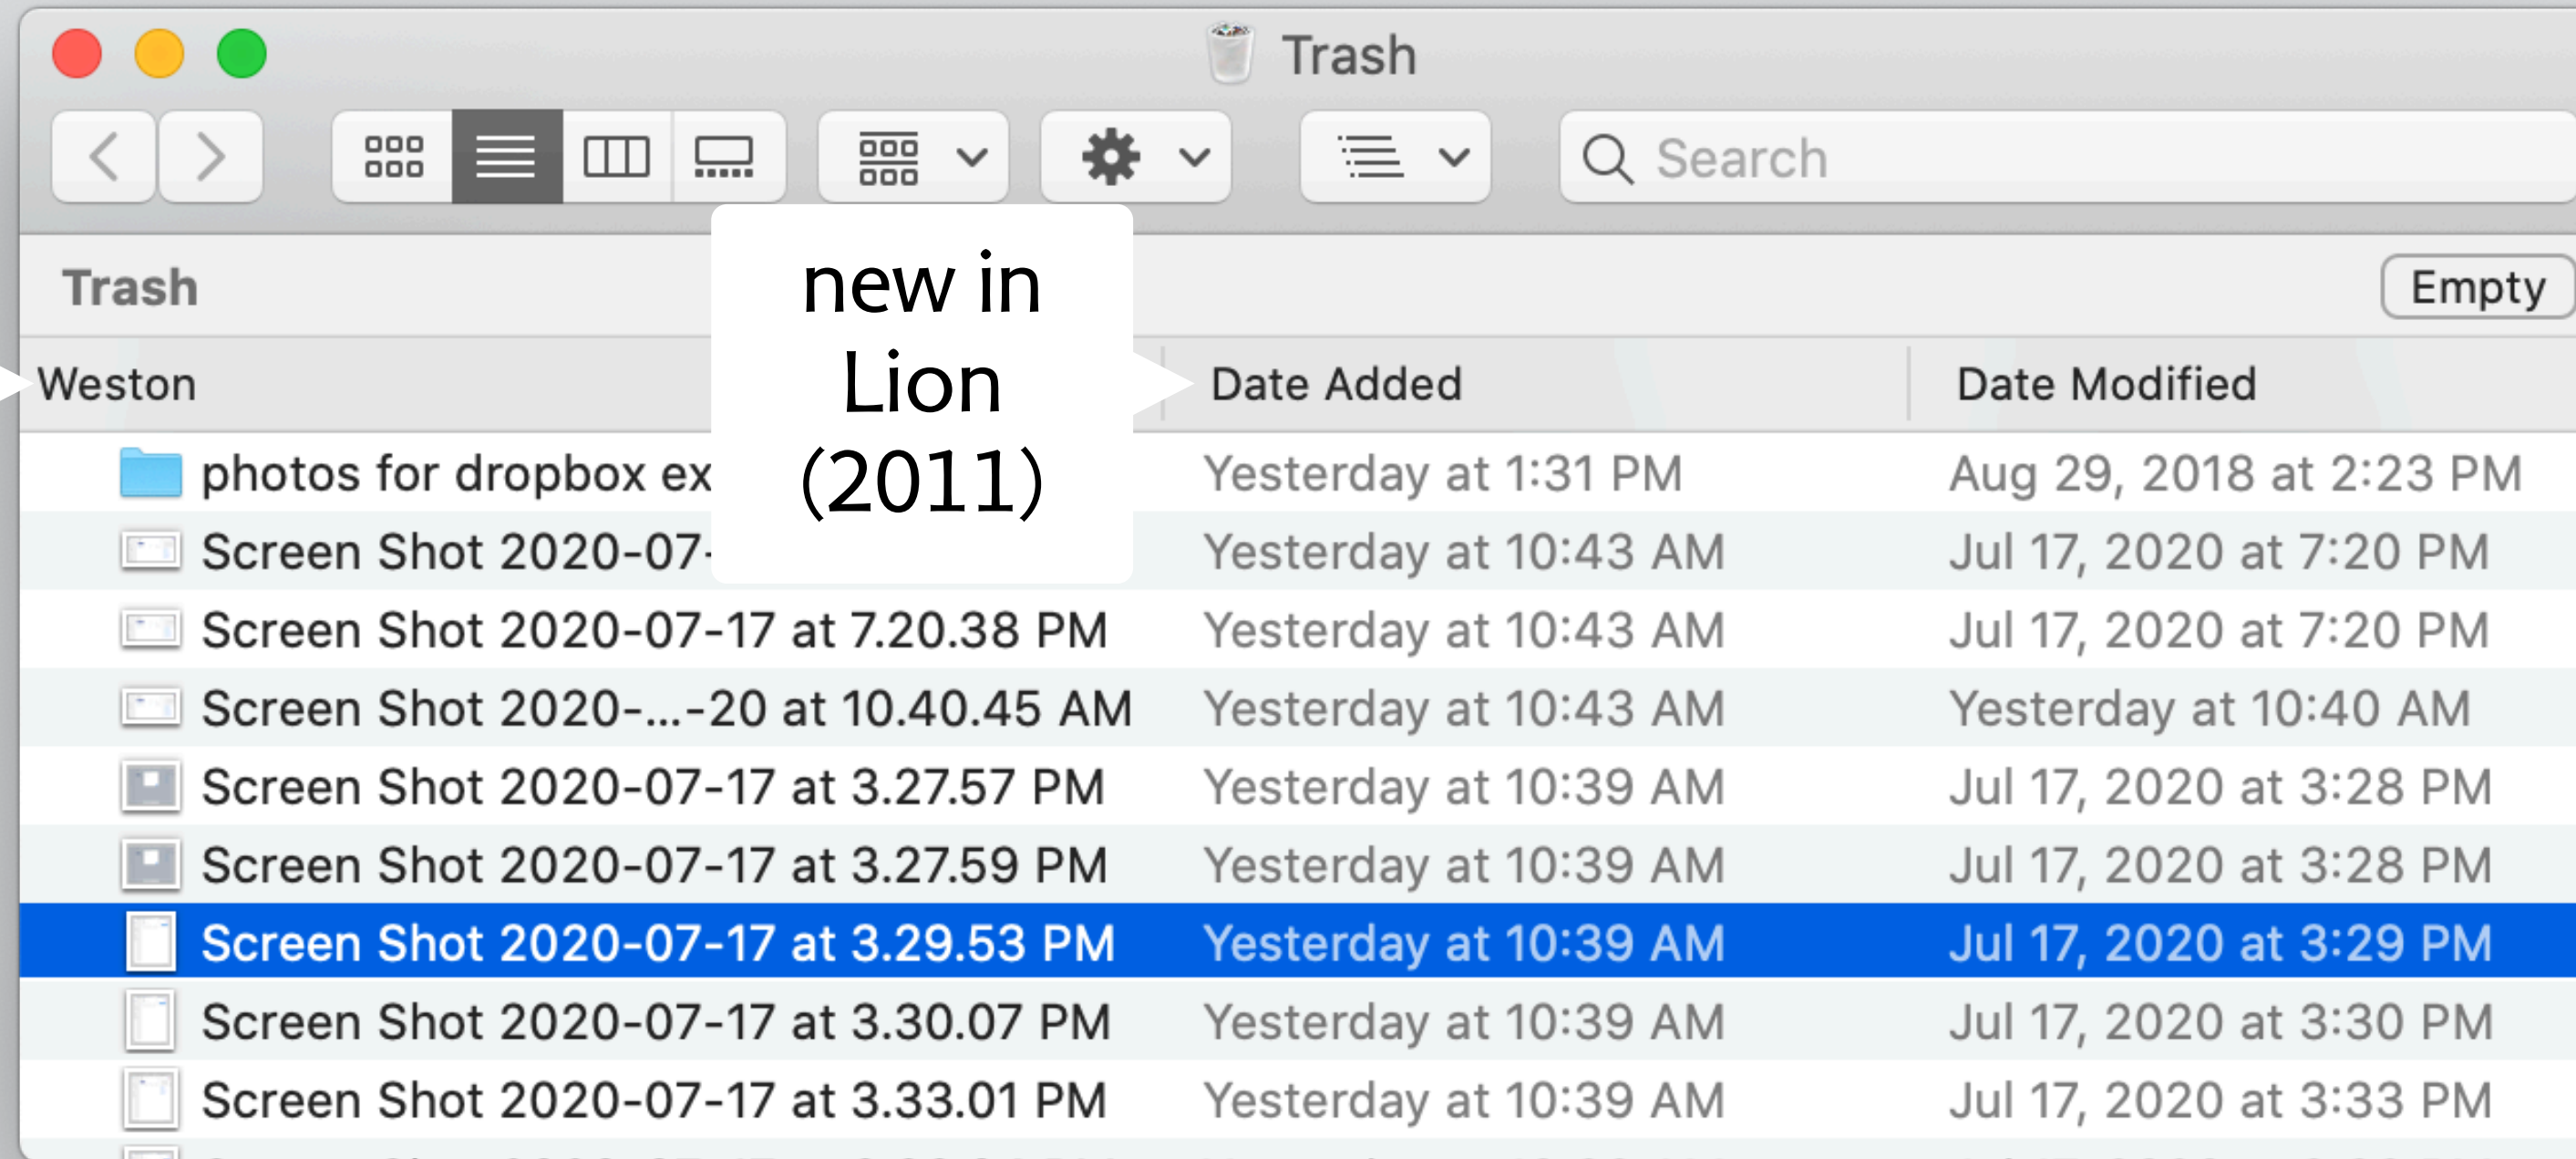 Trash
Search
Trash
Empty
new in
Lion
(2011)
Weston Date Added Date Modified
photos for dropbox ex Yesterday at 1:31 PM Aug 29, 2018 at 2:23 PM
Screen Shot 2020-07- Yesterday at 10:43 AM Jul 17, 2020 at 7:20 PM
Screen Shot 2020-07-17 at 7.20.38 PM Yesterday at 10:43 AM Jul 17, 2020 at 7:20 PM
Screen Shot 2020-...-20 at 10.40.45 AM Yesterday at 10:43 AM Yesterday at 10:40 AM
Screen Shot 2020-07-17 at 3.27.57 PM Yesterday at 10:39 AM Jul 17, 2020 at 3:28 PM
Screen Shot 2020-07-17 at 3.27.59 PM Yesterday at 10:39 AM Jul 17, 2020 at 3:28 PM
Screen Shot 2020-07-17 at 3.29.53 PM Yesterday at 10:39 AM Jul 17, 2020 at 3:29 PM
Screen Shot 2020-07-17 at 3.30.07 PM Yesterday at 10:39 AM Jul 17, 2020 at 3:30 PM
Screen Shot 2020-07-17 at 3.33.01 PM Yesterday at 10:39 AM Jul 17, 2020 at 3:33 PM